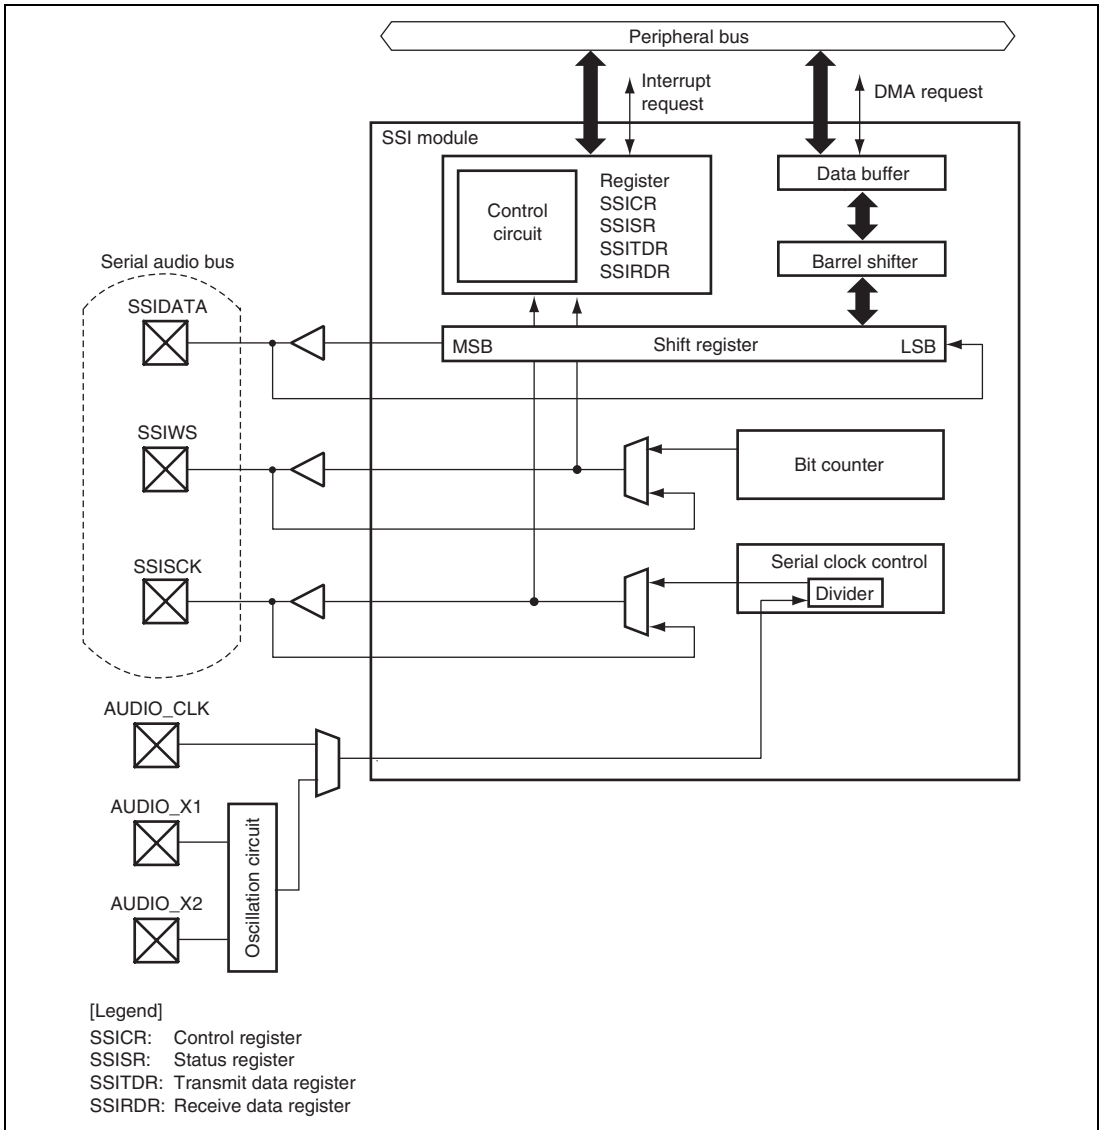 Peripheral bus
Interrupt
request
DMA request
SSI module
Control
circuit
Register
SSICR
SSISR
SSITDR
SSIRDR
Data buffer
Barrel shifter
Serial audio bus
SSIDATA
MSB
Shift register
LSB
SSIWS
Bit counter
SSISCK
Serial clock control
Divider
AUDIO_CLK
AUDIO_X1
AUDIO_X2
Oscillation circuit
[Legend]
SSICR: Control register
SSISR: Status register
SSITDR: Transmit data register
SSIRDR: Receive data register